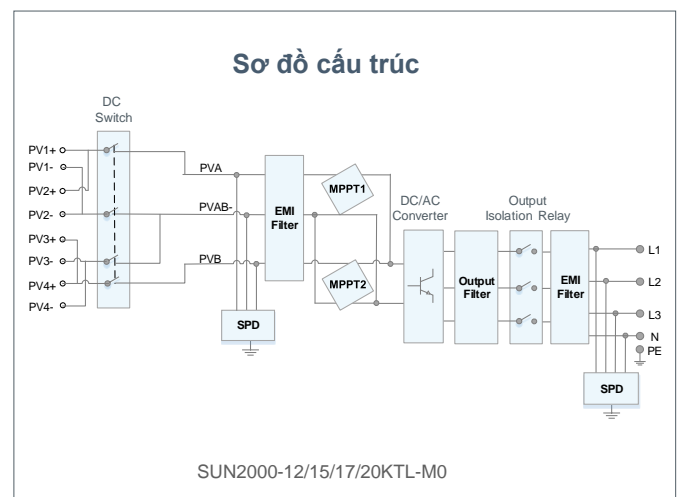 Sơ đồ cấu trúc
DC
Switch
PV1+
PV1-
PV2+
PV2-
PV3+
PV3-
PV4+
PV4-
PVA
PVAB-
PVB
EMI
Filter
SPD
MPPT1
MPPT2
DC/AC
Converter
Output
Filter
Output
Isolation Relay
EMI
Filter
L1
L2
L3
N
PE
SPD
SUN2000-12/15/17/20KTL-M0